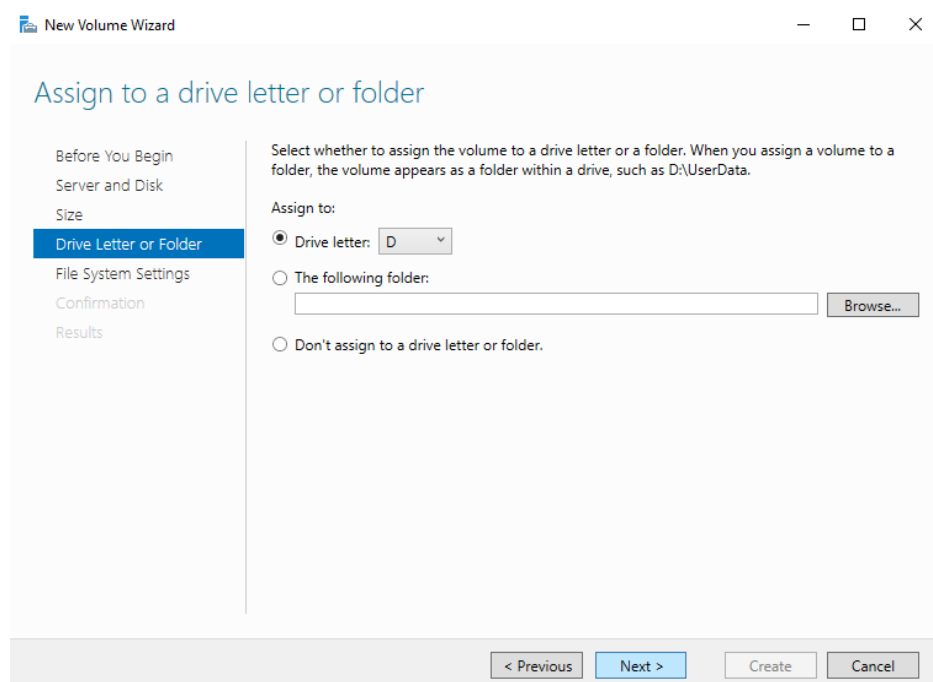 New Volume Wizard
Assign to a drive letter or folder
Before You Begin
Server and Disk
Size
Drive Letter or Folder
File System Settings
Confirmation
Results
Select whether to assign the volume to a drive letter or a folder. When you assign a volume to a
folder, the volume appears as a folder within a drive, such as D:\UserData.
Assign to:
Drive letter: D
The following folder:
Browse...
Don't assign to a drive letter or folder.
< Previous Next > Create Cancel